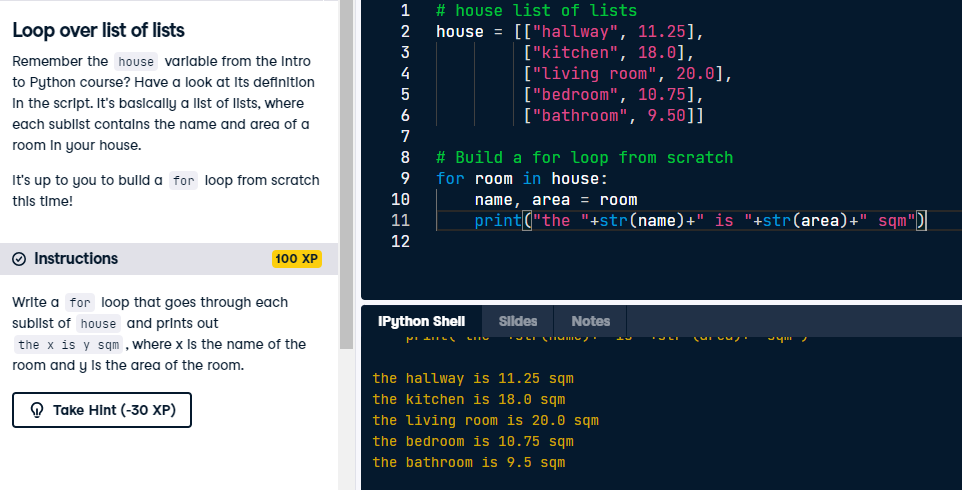 Loop over list of lists
Remember the house variable from the Intro
to Python course? Have a look at its definition
in the script. It's basically a list of lists, where
each sublist contains the name and area of a
room in your house.
It's up to you to build a for loop from scratch
this time!
Instructions
100 XP
Write a for loop that goes through each
sublist of house and prints out
the x is y sqm , where x is the name of the
room and y is the area of the room.
Take Hint (-30 XP)
1 # house list of lists
2 house = [["hallway", 11.25],
3 ["kitchen", 18.0],
4 ["living room", 20.0],
5 ["bedroom", 10.75],
6 ["bathroom", 9.50]]
7
8 # Build a for loop from scratch
9 for room in house:
10 name, area = room
11 print("the "+str(name)+" is "+str(area)+" sqm")
12
IPython Shell Slides Notes
print("the "+str(name)+" is "+str(area)+" sqm")
the hallway is 11.25 sqm
the kitchen is 18.0 sqm
the living room is 20.0 sqm
the bedroom is 10.75 sqm
the bathroom is 9.5 sqm